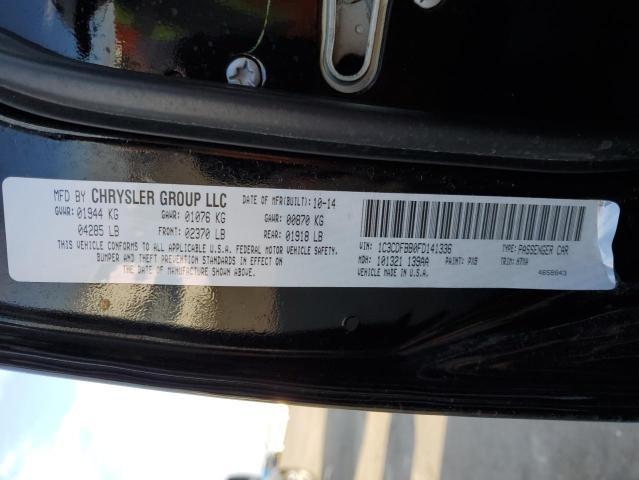 MFD BY CHRYSLER GROUP LLC DATE OF MFR(BUILT): 10-14
GVWR: 01944 KG GAWR: 01076 KG GAWR: 00870 KG
04285 LB FRONT: 02370 LB REAR: 01918 LB
THIS VEHICLE CONFORMS TO ALL APPLICABLE U.S.A. FEDERAL MOTOR VEHICLE SAFETY,
BUMPER AND THEFT PREVENTION STANDARDS IN EFFECT ON
THE DATE OF MANUFACTURE SHOWN ABOVE.
VIN: 1C3CDFBB0FD141336 TYPE: PASSENGER CAR
MDH: 101321 139AA PAINT: PXB TRIM: H7X9
VEHICLE MADE IN U.S.A. 4658643